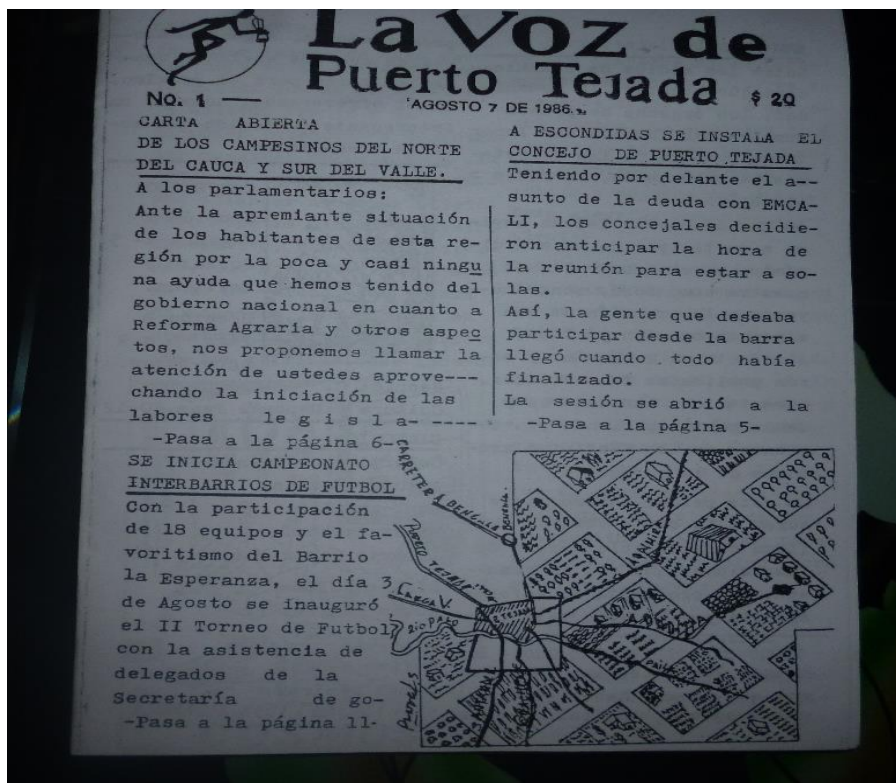 La Voz de
Puerto Tejada
No. 1 — AGOSTO 7 DE 1986. $ 20
CARTA ABIERTA
DE LOS CAMPESINOS DEL NORTE
DEL CAUCA Y SUR DEL VALLE.
A los parlamentarios:
Ante la apremiante situación
de los habitantes de esta re-
gión por la poca y casi ningu
na ayuda que hemos tenido del
gobierno nacional en cuanto a
Reforma Agraria y otros aspec
tos, nos proponemos llamar la
atención de ustedes aprove---
chando la iniciación de las
labores le g i s l a- ----
-Pasa a la página 6-
A ESCONDIDAS SE INSTALA EL
CONCEJO DE PUERTO TEJADA
Teniendo por delante el a--
sunto de la deuda con EMCA-
LI, los concejales decidie-
ron anticipar la hora de
la reunión para estar a so-
las.
Así, la gente que deseaba
participar desde la barra
llegó cuando todo había
finalizado.
La sesión se abrió a la
-Pasa a la página 5-
SE INICIA CAMPEONATO
INTERBARRIOS DE FUTBOL
Con la participación
de 18 equipos y el fa-
voritismo del Barrio
la Esperanza, el día 3
de Agosto se inauguró
el II Torneo de Futbol
con la asistencia de
delegados de la
Secretaría de go-
-Pasa a la página 11-
CARRETERA BENGALA
PUERTO TEJADA
RIO PALO